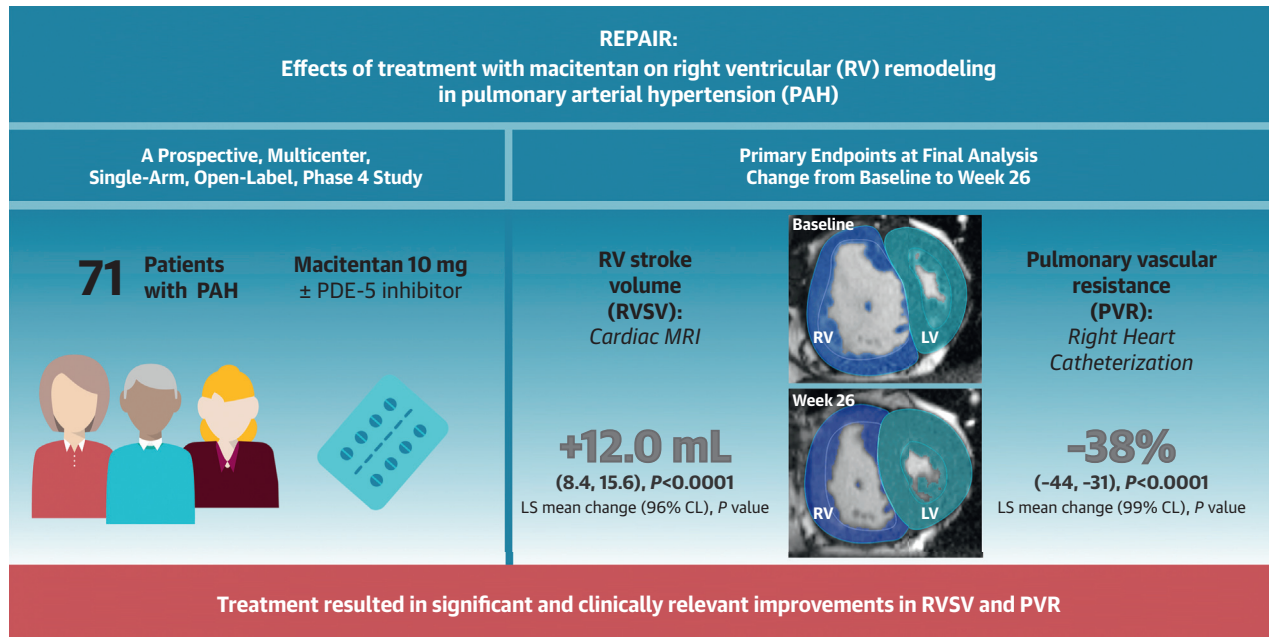 REPAIR:
Effects of treatment with macitentan on right ventricular (RV) remodeling
in pulmonary arterial hypertension (PAH)
A Prospective, Multicenter,
Single-Arm, Open-Label, Phase 4 Study
Primary Endpoints at Final Analysis
Change from Baseline to Week 26
71
Patients
with PAH
Macitentan 10 mg
± PDE-5 inhibitor
RV stroke
volume
(RVSV):
Cardiac MRI
+12.0 mL
(8.4, 15.6), P<0.0001
LS mean change (96% CL), P value
Baseline
RV
LV
Week 26
RV
LV
Pulmonary vascular
resistance
(PVR):
Right Heart
Catheterization
-38%
(-44, -31), P<0.0001
LS mean change (99% CL), P value
Treatment resulted in significant and clinically relevant improvements in RVSV and PVR